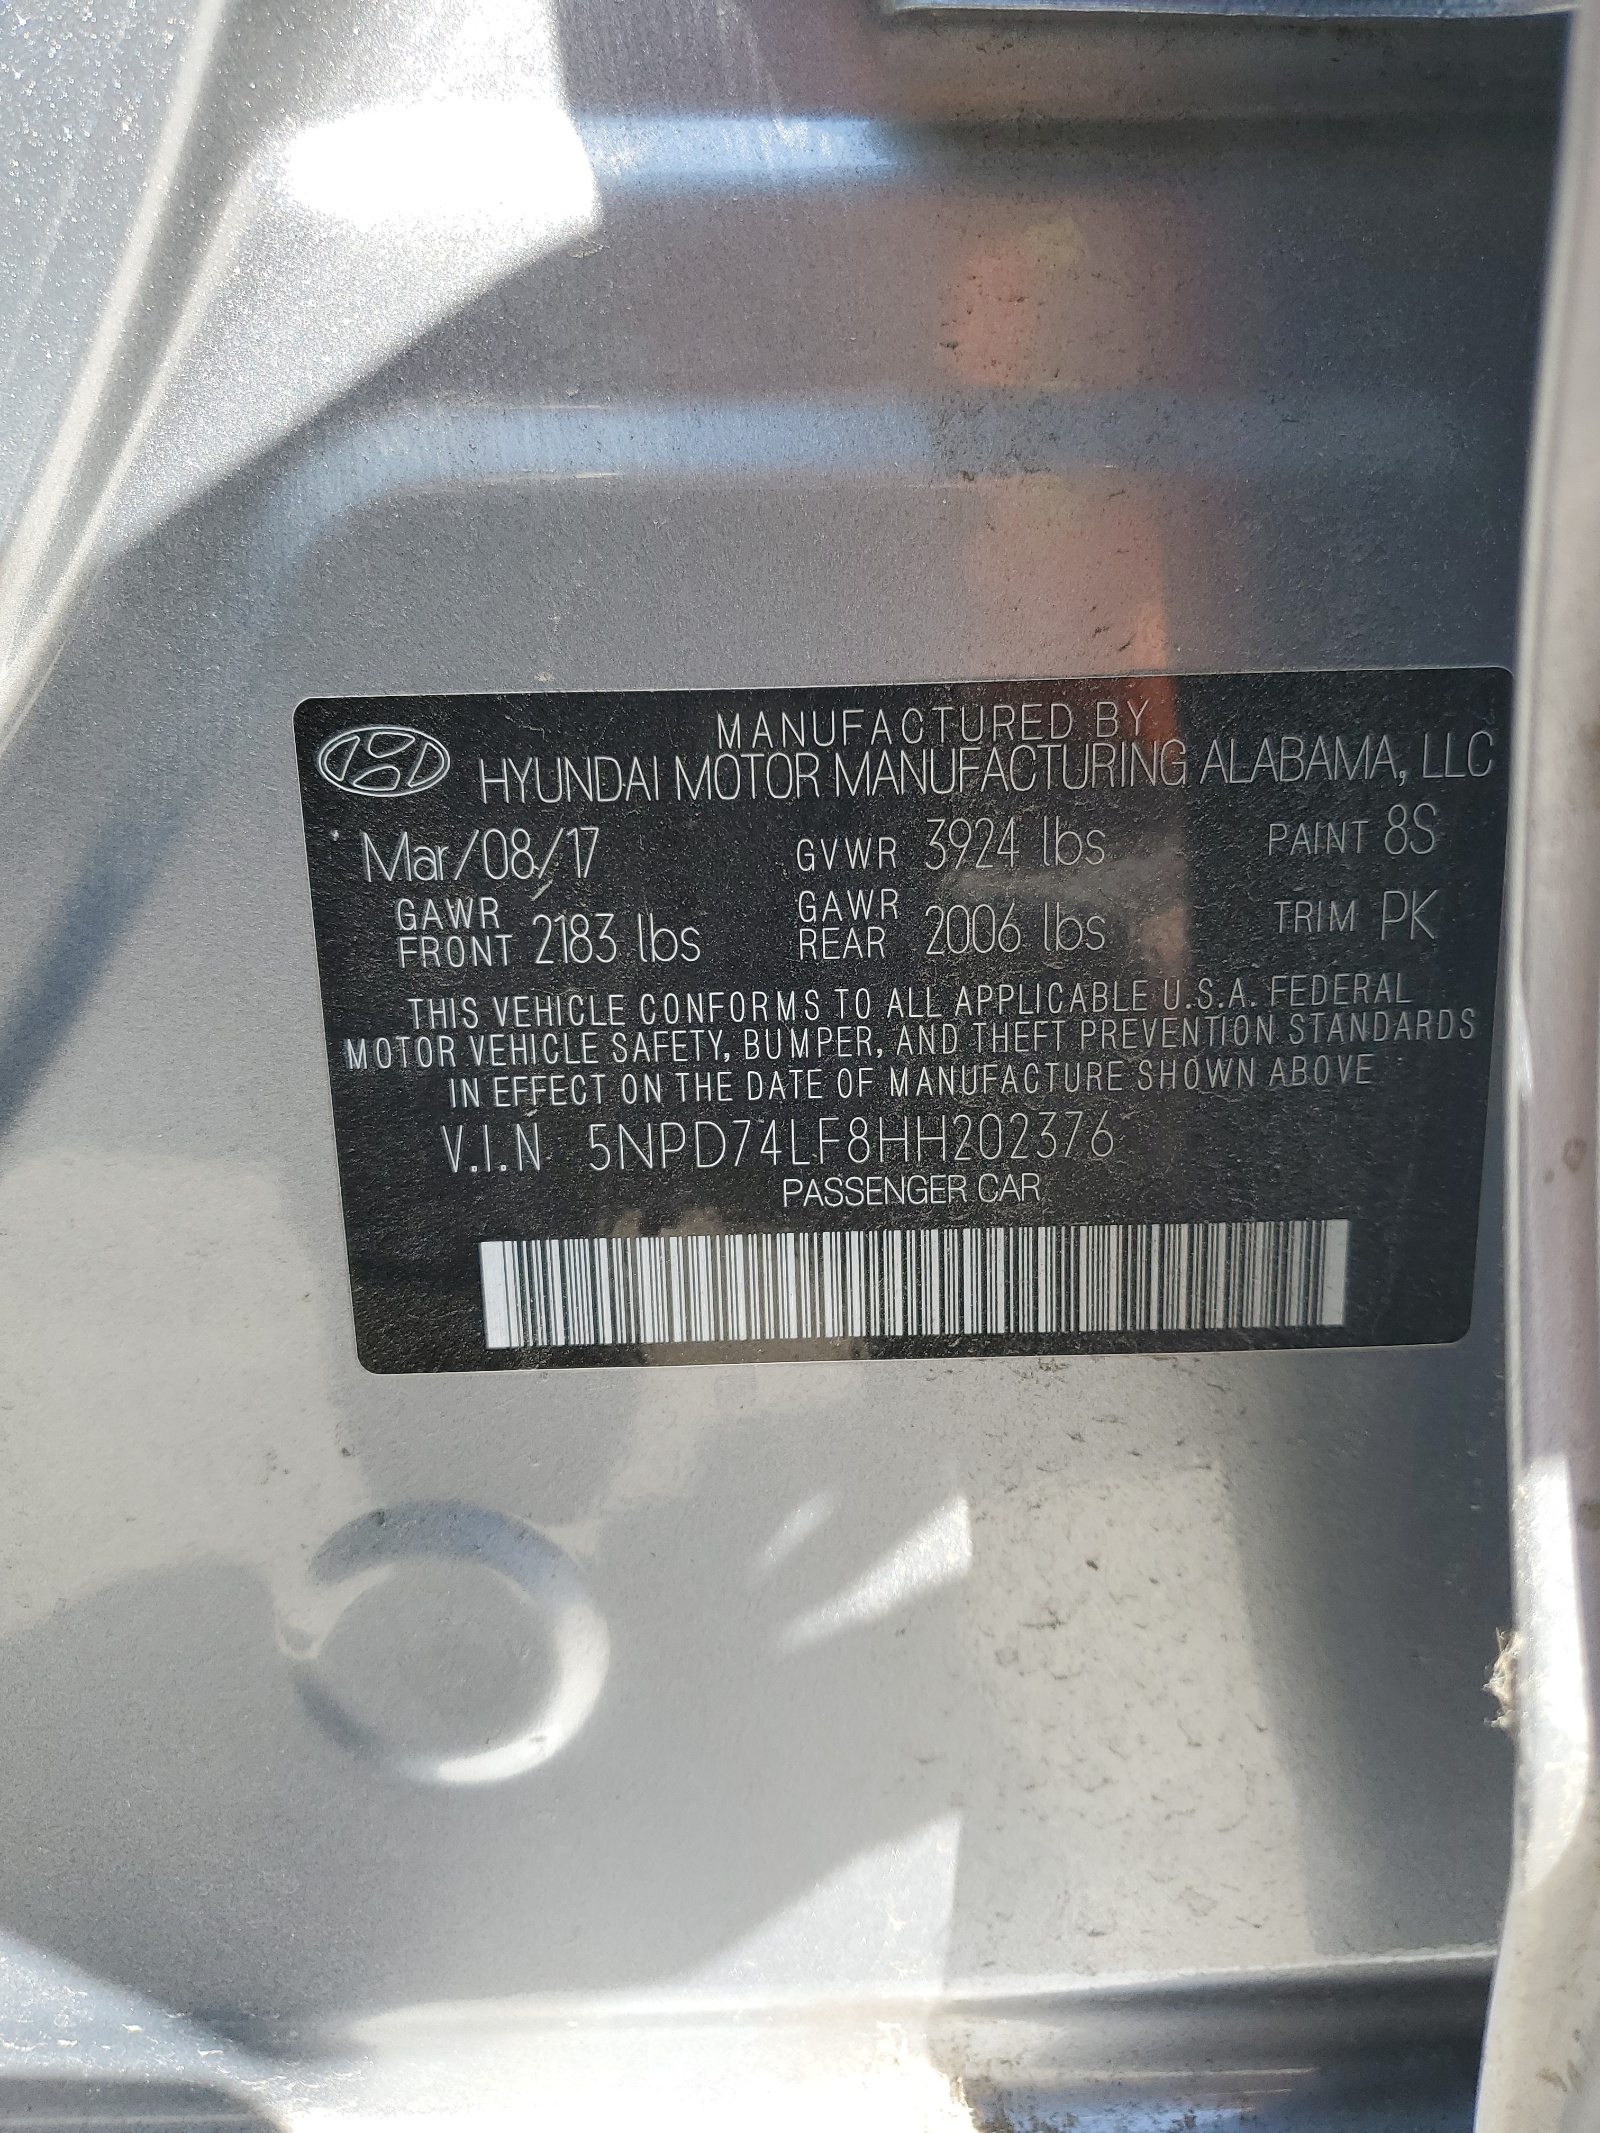 MANUFACTURED BY
HYUNDAI MOTOR MANUFACTURING ALABAMA, LLC
Mar/08/17 GVWR 3924 lbs PAINT 8S
GAWR FRONT 2183 lbs GAWR REAR 2006 lbs TRIM PK
THIS VEHICLE CONFORMS TO ALL APPLICABLE U.S.A. FEDERAL
MOTOR VEHICLE SAFETY, BUMPER, AND THEFT PREVENTION STANDARDS
IN EFFECT ON THE DATE OF MANUFACTURE SHOWN ABOVE
V.I.N 5NPD74LF8HH202376
PASSENGER CAR